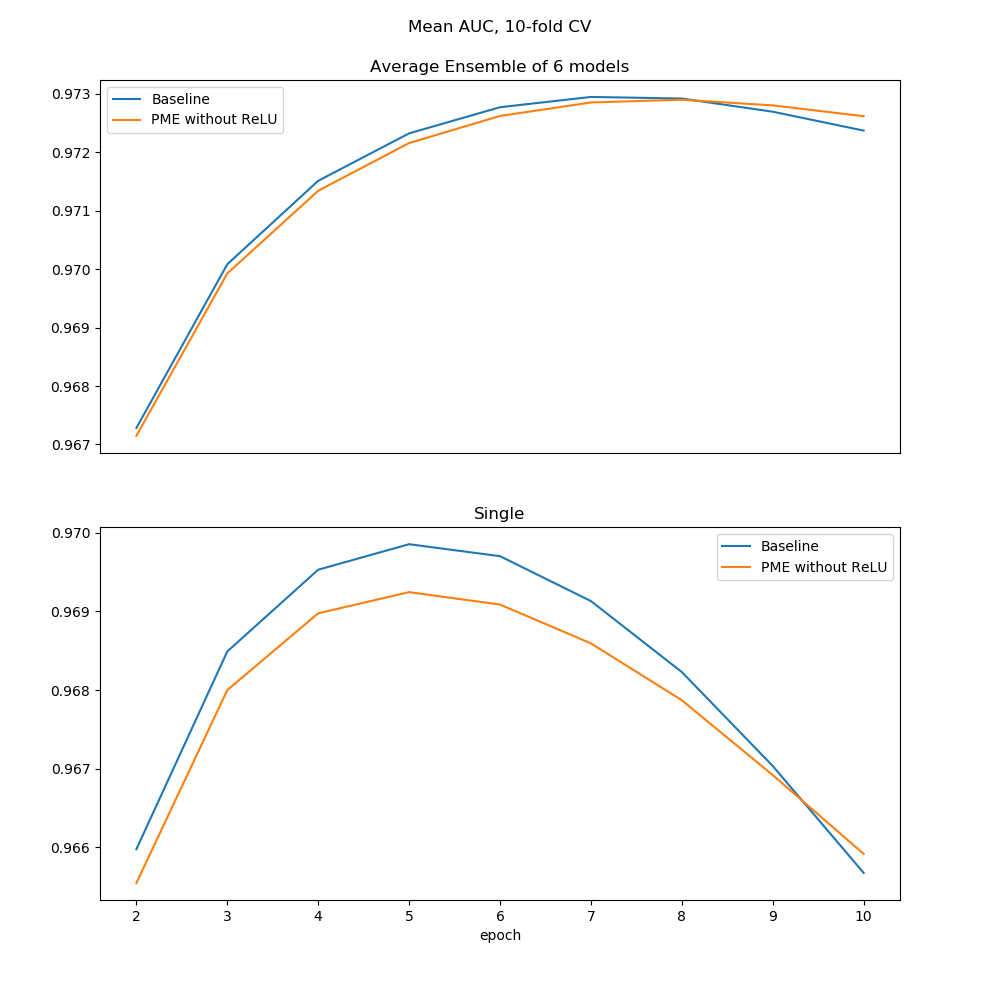 Mean AUC, 10-fold CV
Average Ensemble of 6 models
Baseline
PME without ReLU
0.973
0.972
0.971
0.970
0.969
0.968
0.967
Single
Baseline
PME without ReLU
0.970
0.969
0.968
0.967
0.966
2 3 4 5 6 7 8 9 10
epoch